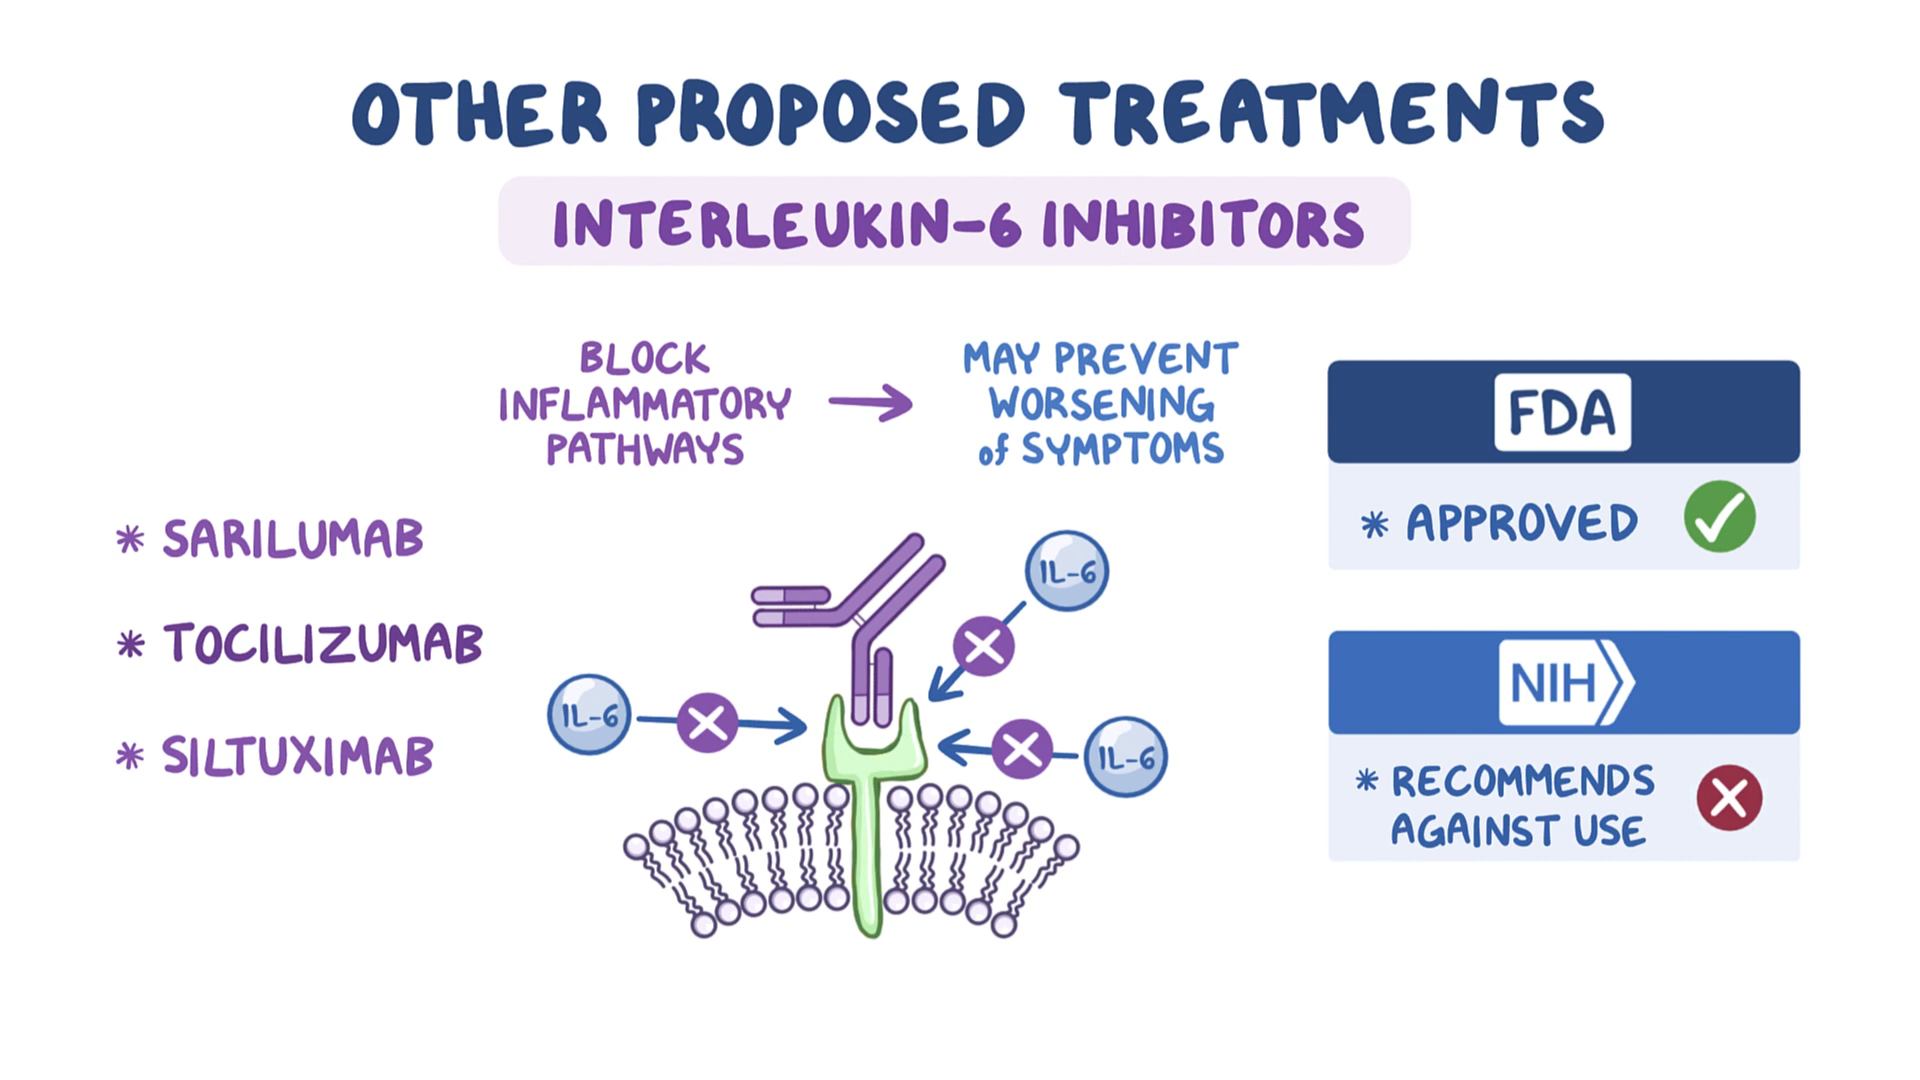 OTHER PROPOSED TREATMENTS
INTERLEUKIN-6 INHIBITORS
BLOCK
INFLAMMATORY
PATHWAYS
MAY PREVENT
WORSENING
of SYMPTOMS
* SARILUMAB
* TOCILIZUMAB
* SILTUXIMAB
IL-6
IL-6
IL-6
FDA
* APPROVED
NIH
* RECOMMENDS
AGAINST USE